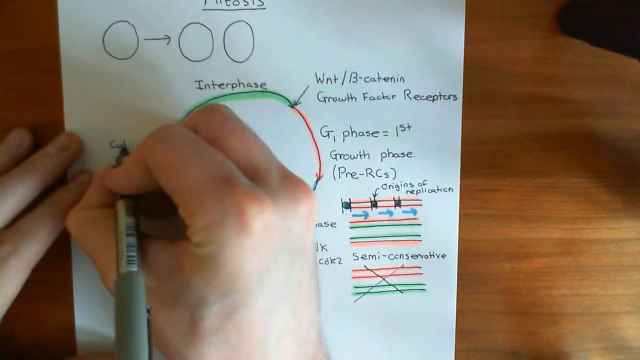 Mitosis
Interphase
Wnt/β-catenin
Growth Factor Receptors
G1 phase = 1st
Growth phase.
(Pre-RCs)
Origins of
replication
Semi-conservative
cdk2